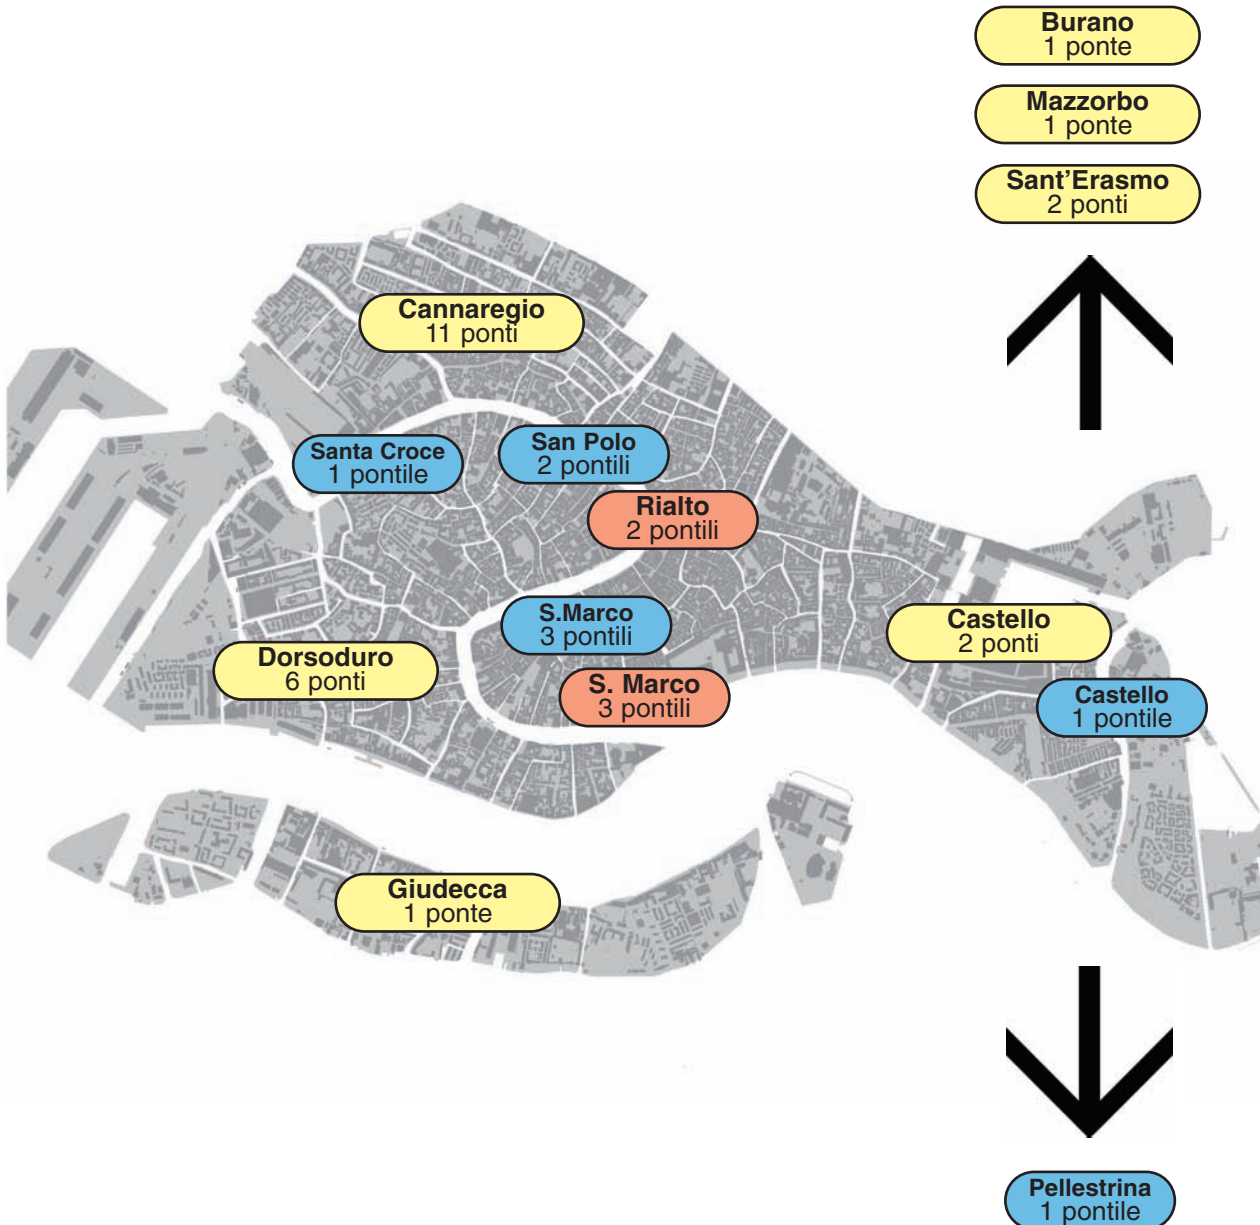 Burano
1 ponte
Mazzorbo
1 ponte
Sant'Erasmo
2 ponti
Cannaregio
11 ponti
Santa Croce
1 pontile
San Polo
2 pontili
Rialto
2 pontili
S.Marco
3 pontili
Castello
2 ponti
Dorsoduro
6 ponti
S. Marco
3 pontili
Castello
1 pontile
Giudecca
1 ponte
Pellestrina
1 pontile